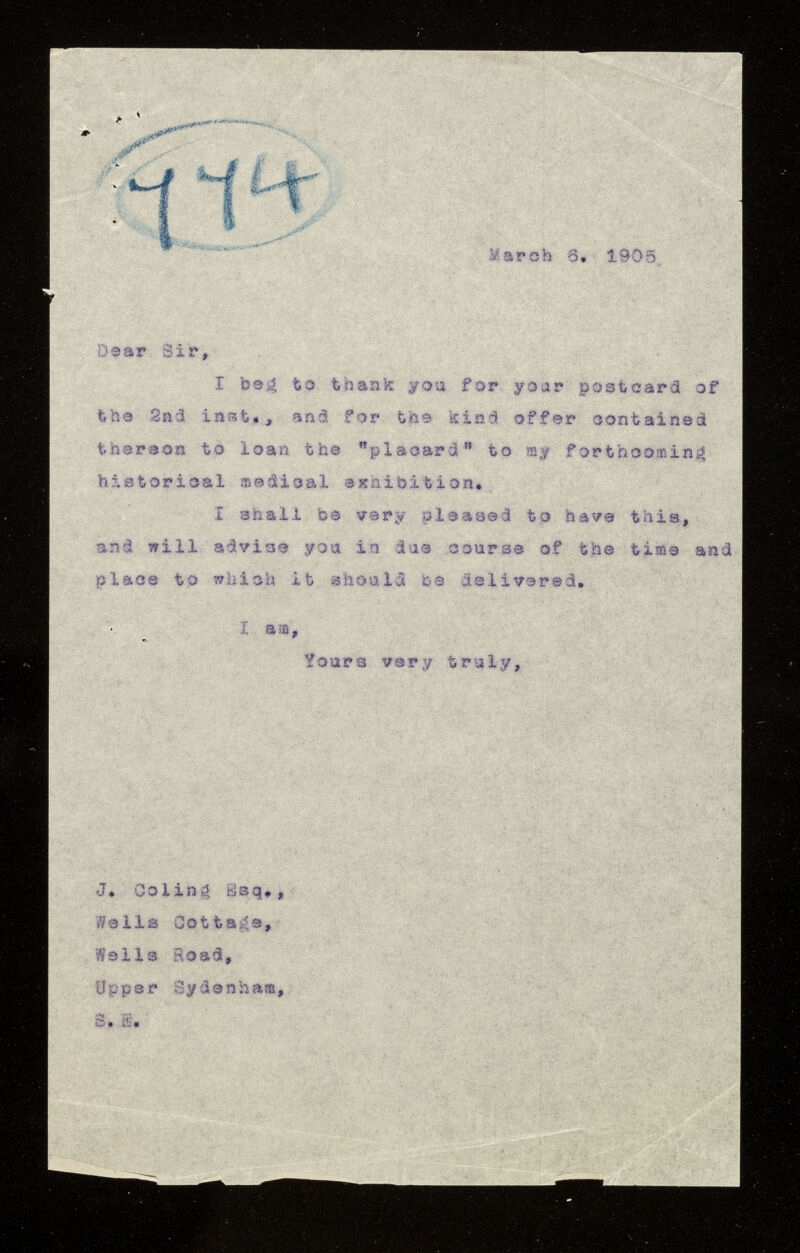 774
March 6. 1905
Dear Sir,
I beg to thank you for your postcard of
the 2nd inst., and for the kind offer contained
thereon to loan the "placard" to my forthcoming
historical medical exhibition.
I shall be very pleased to have this,
and will advise you in due course of the time and
place to which it should be delivered.
I am,
Yours very truly,
J. Coling Esq.,
Wells Cottage,
Wells Road,
Upper Sydenham,
S.E.